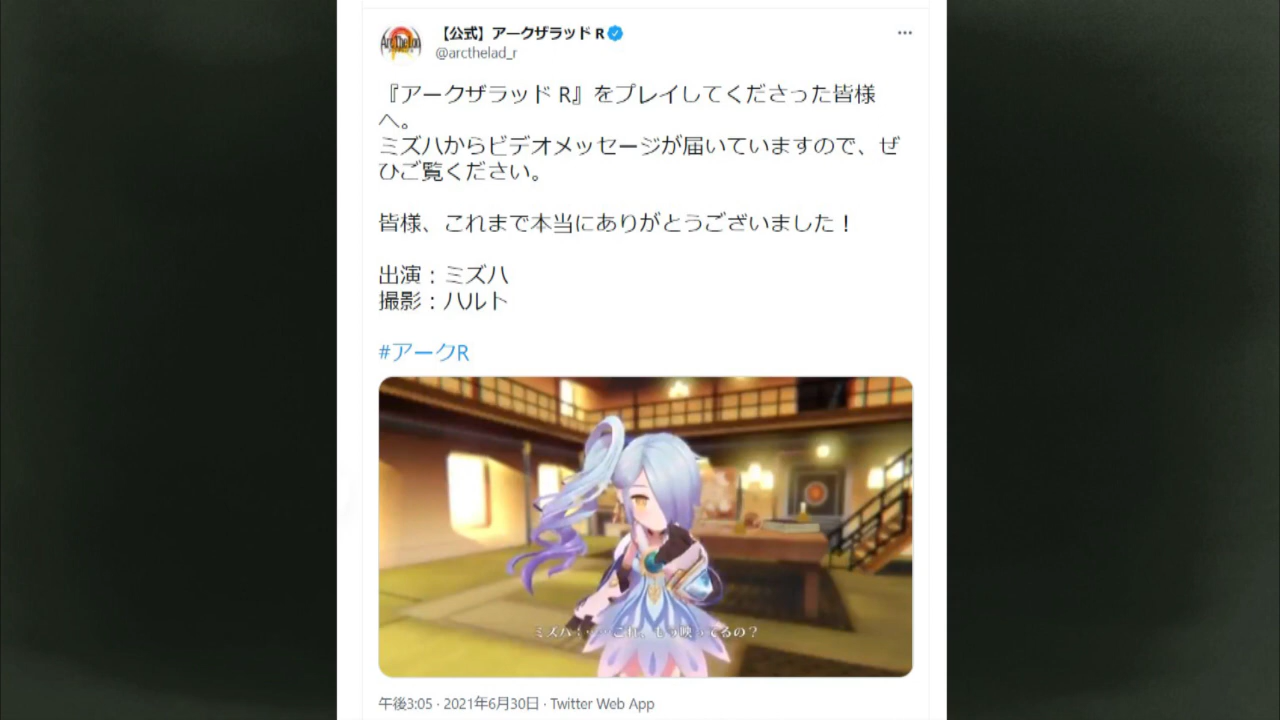 【公式】アークザラッド R
@arcthelad_r
『アークザラッド R』をプレイしてくださった皆様
へ。
ミズハからビデオメッセージが届いていますので、ぜ
ひご覧ください。
皆様、これまで本当にありがとうございました！
出演：ミズハ
撮影：ハルト
#アークR
ミズハ：……これ、もう映ってるの？
午後3:05 · 2021年6月30日 · Twitter Web App